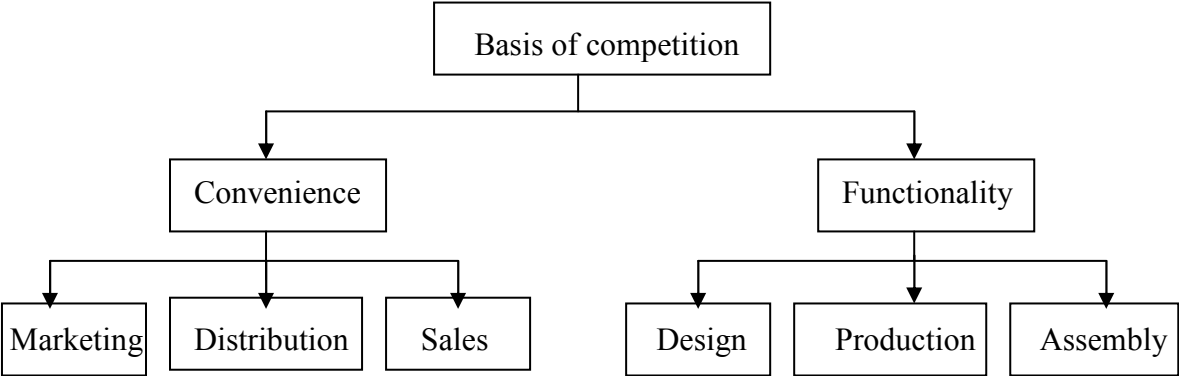 Basis of competition
Convenience
Functionality
Marketing
Distribution
Sales
Design
Production
Assembly